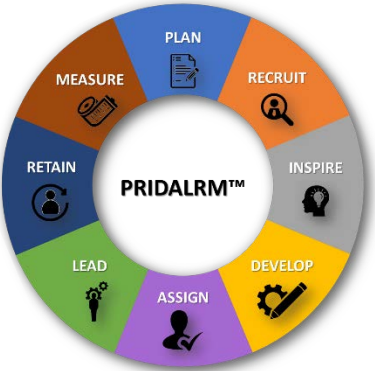 PLAN
RECRUIT
INSPIRE
DEVELOP
ASSIGN
LEAD
RETAIN
MEASURE
PRIDALRM™